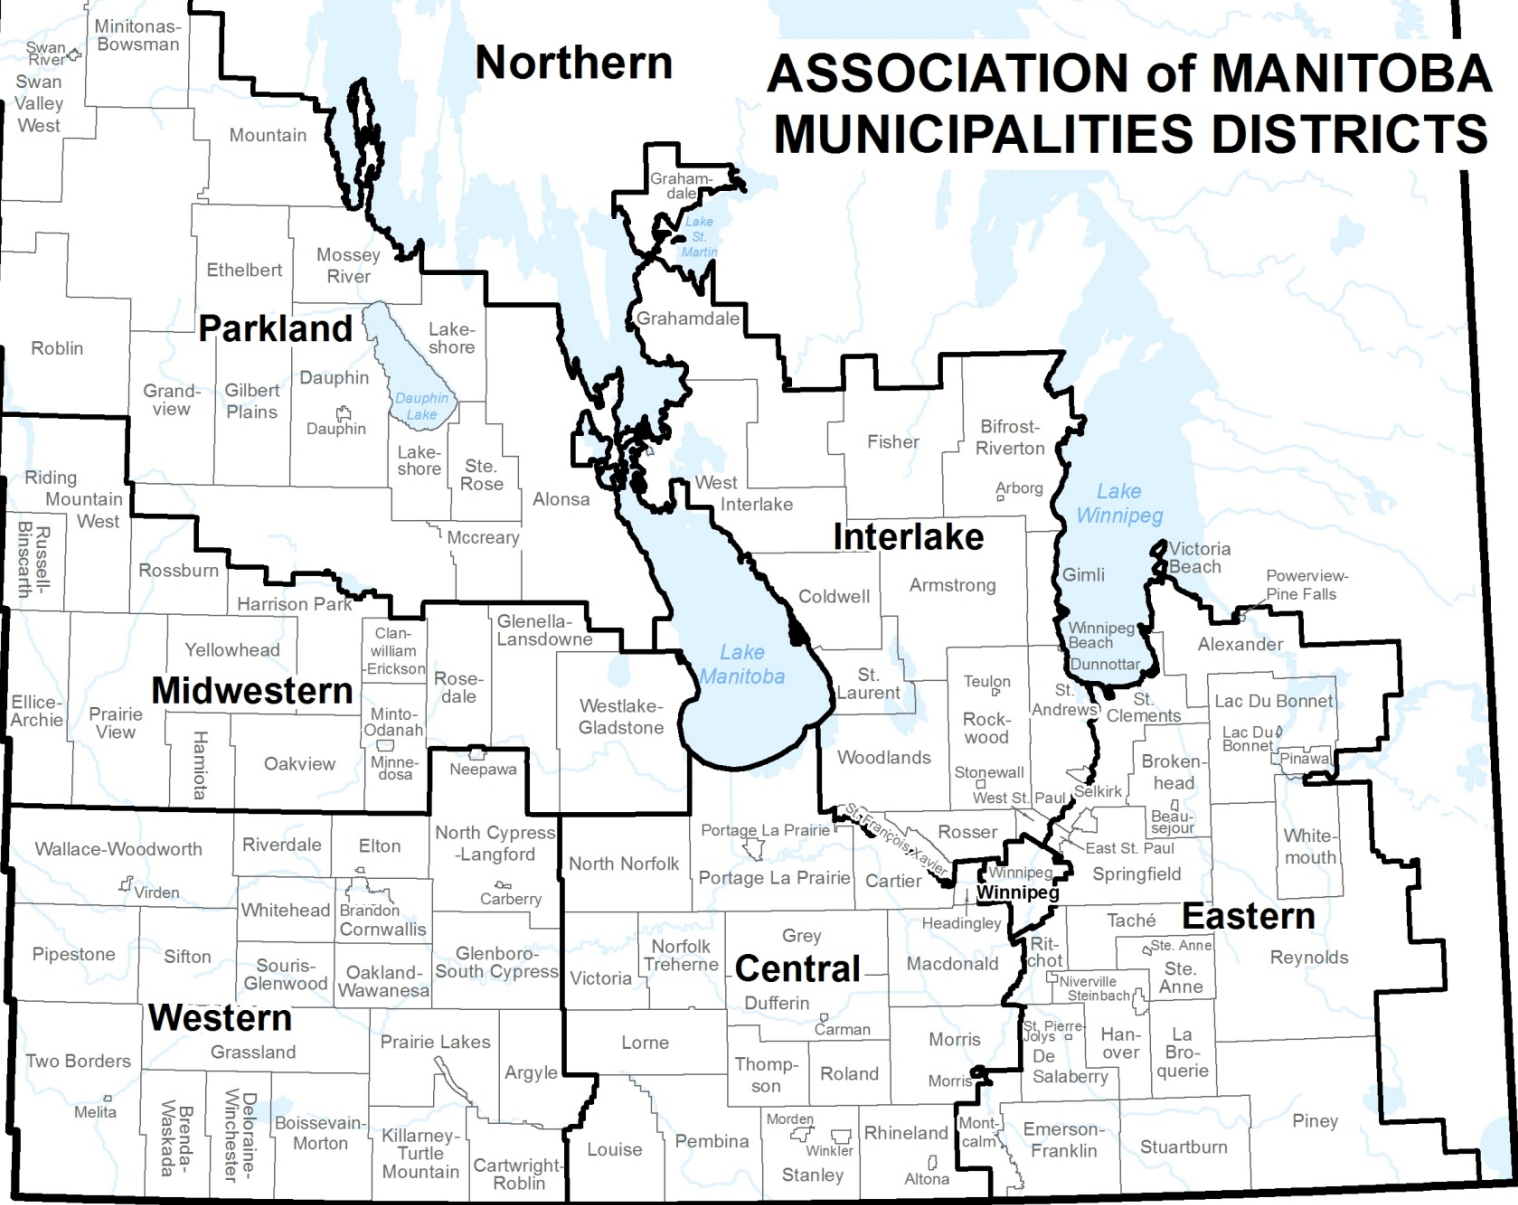 ASSOCIATION of MANITOBA
MUNICIPALITIES DISTRICTS
Northern
Minitonas-
Bowsman
Swan
River
Swan
Valley
West
Mountain
Graham-
dale
Lake
St.
Martin
Ethelbert
Mossey
River
Parkland
Roblin
Lake-
shore
Grahamdale
Grand-
view
Gilbert
Plains
Dauphin
Dauphin
Lake
Dauphin
Lake-
shore
Ste.
Rose
Alonsa
Mccreary
Fisher
Bifrost-
Riverton
Arborg
West
Interlake
Interlake
Lake
Winnipeg
Riding
Mountain
West
Russell-
Binscarth
Rossburn
Harrison Park
Glenella-
Lansdowne
Coldwell
Armstrong
Gimli
Victoria
Beach
Powerview-
Pine Falls
Winnipeg
Beach
Dunnottar
Alexander
Yellowhead
Clan-
william
-Erickson
Midwestern
Rose-
dale
Ellice-
Archie
Prairie
View
Hamiota
Oakview
Minto-
Odanah
Minne-
dosa
Neepawa
Westlake-
Gladstone
Lake
Manitoba
St.
Laurent
Woodlands
Teulon
Rock-
wood
Stonewall
St.
Andrews
St.
Clements
Lac Du Bonnet
Lac Du
Bonnet
Pinawa
Broken-
head
Beau-
sejour
Selkirk
West St. Paul
East St. Paul
Springfield
White-
mouth
Wallace-Woodworth
Virden
Riverdale
Elton
North Cypress
-Langford
Carberry
North Norfolk
Portage La Prairie
Portage La Prairie
St. François Xavier
Cartier
Rosser
Winnipeg
Winnipeg
Headingley
Whitehead
Brandon
Cornwallis
Pipestone
Sifton
Souris-
Glenwood
Oakland-
Wawanesa
Glenboro-
South Cypress
Victoria
Norfolk
Treherne
Grey
Central
Dufferin
Carman
Macdonald
Rit-
chot
Taché
Eastern
Ste. Anne
Ste.
Anne
Niverville
Steinbach
Reynolds
Western
Two Borders
Melita
Grassland
Prairie Lakes
Argyle
Lorne
Thomp-
son
Roland
Morris
Morris
St. Pierre-
Jolys
De
Salaberry
Han-
over
La
Bro-
querie
Brenda-
Waskada
Deloraine-
Winchester
Boissevain-
Morton
Killarney-
Turtle
Mountain
Cartwright-
Roblin
Louise
Pembina
Morden
Winkler
Stanley
Rhineland
Altona
Mont-
calm
Emerson-
Franklin
Stuartburn
Piney